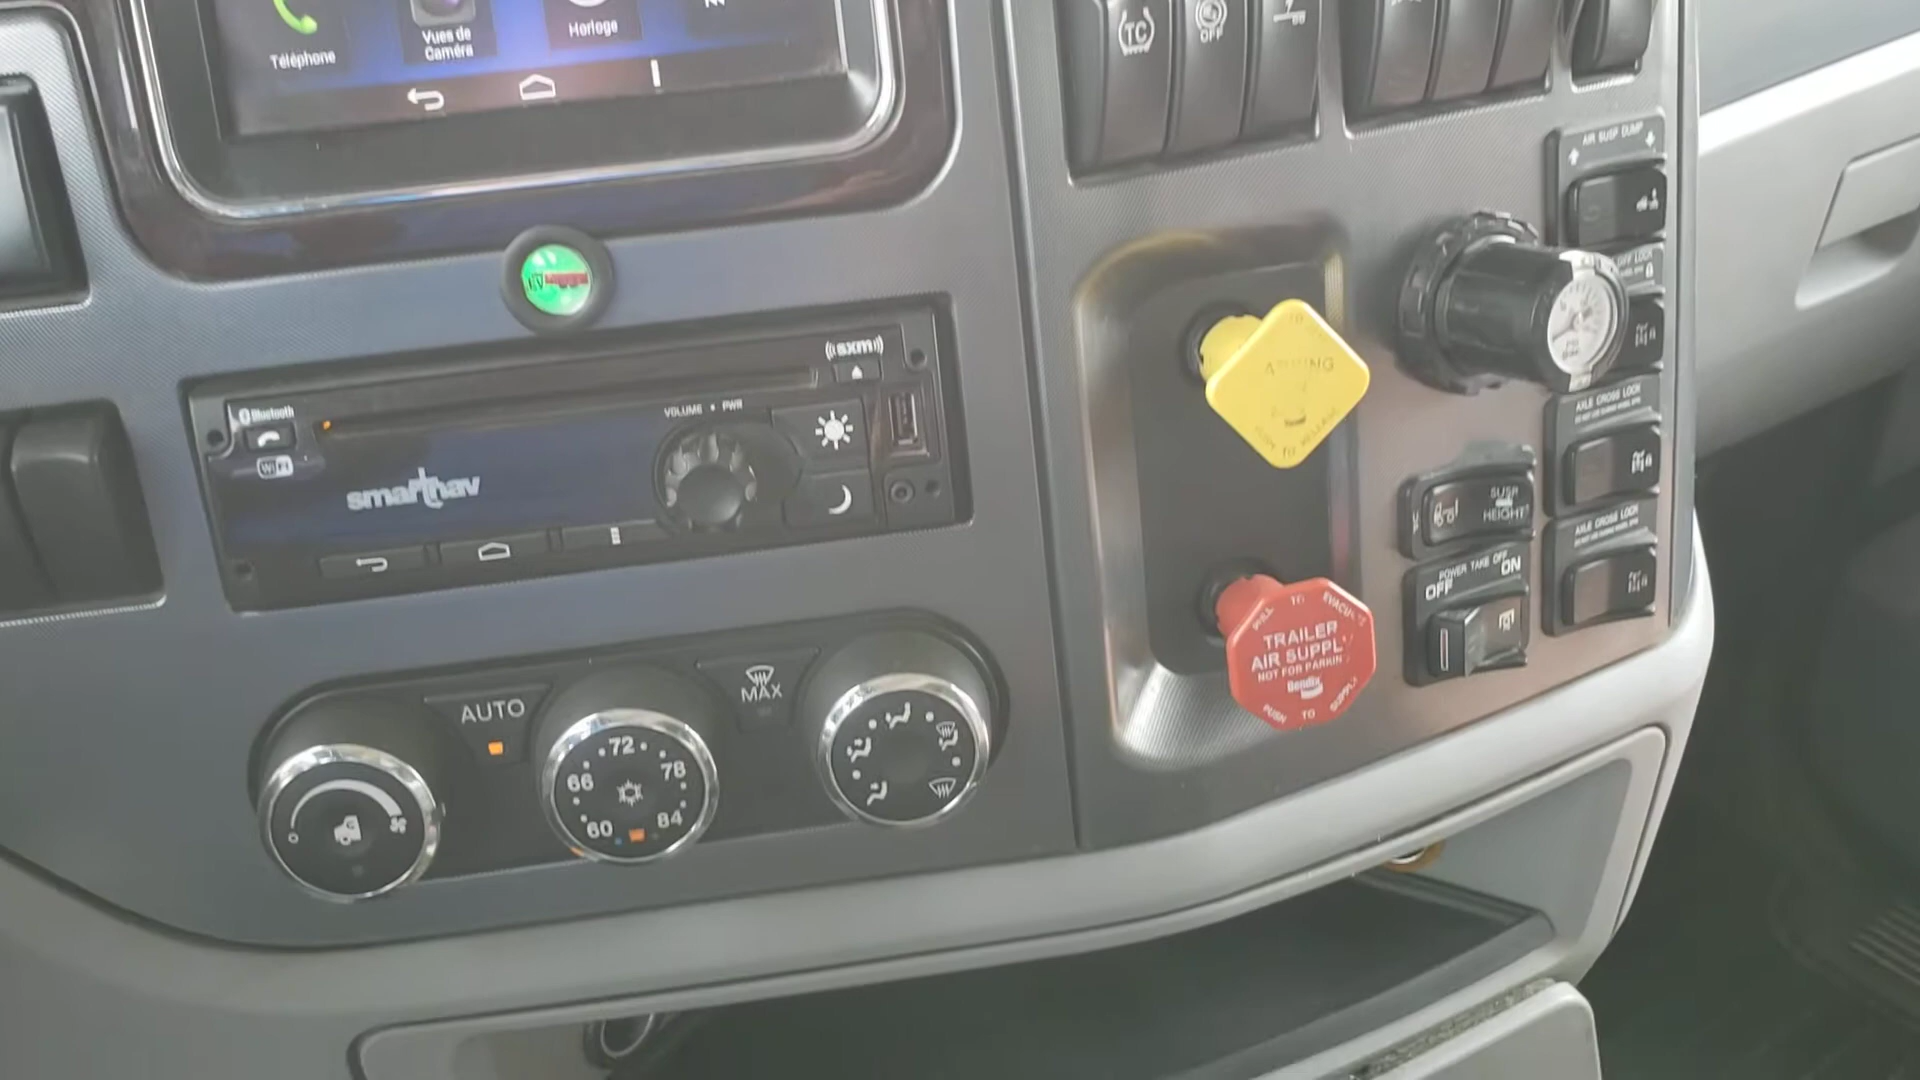 Téléphone
Vues de
Caméra
Horloge
TC
OFF
AIR SUSP DUMP
Bluetooth
WiFi
((sxm))
VOLUME • PWR
smartnav
AUTO
MAX
66
72
78
60
84
TO
TRAILER
AIR SUPPLY
NOT FOR PARKING
Bendix
PULL TO EVACUATE
PUSH TO SUPPLY
SUSP
HEIGHT
POWER TAKE OFF
OFF ON
AXLE CROSS LOCK
AXLE CROSS LOCK